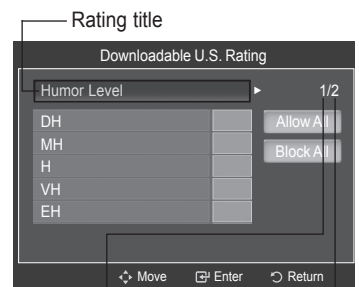 Rating title
Downloadable U.S. Rating
Humor Level ► 1/2
DH Allow All
MH Block All
H
VH
EH
Move Enter Return